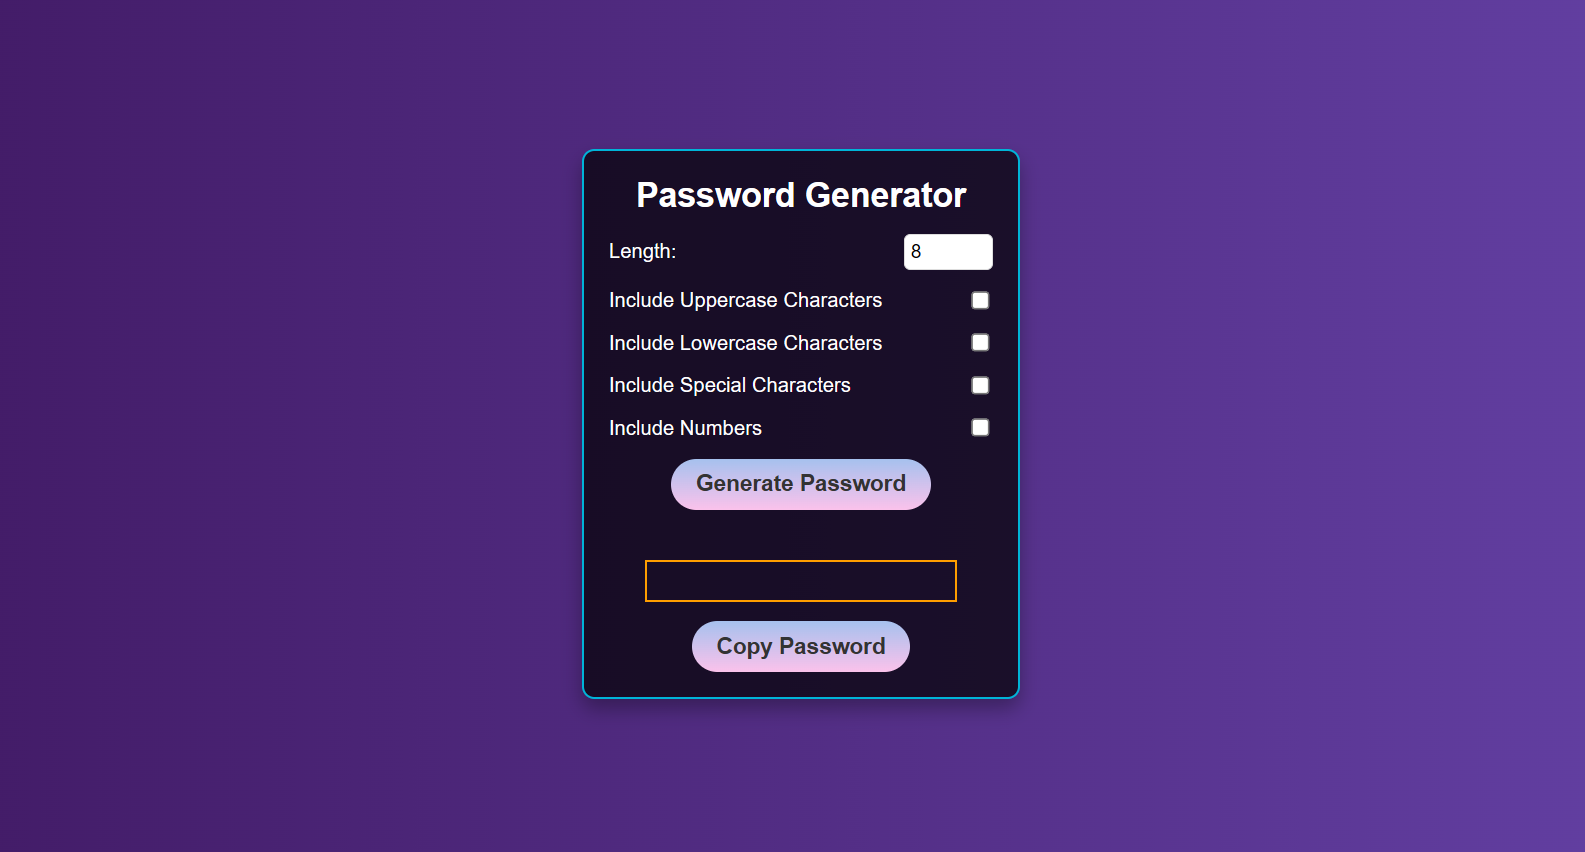 Password Generator
Length: 8
Include Uppercase Characters
Include Lowercase Characters
Include Special Characters
Include Numbers
Generate Password
Copy Password